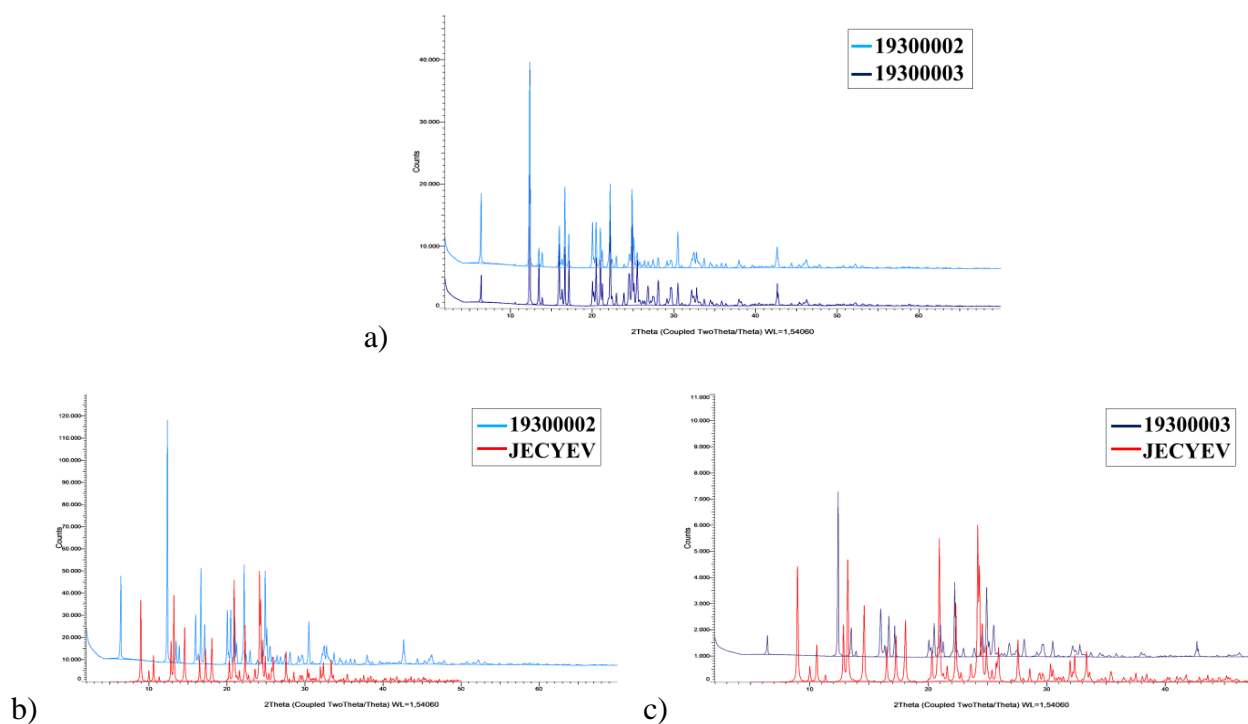 19300002
19300003
Counts
40.000
30.000
20.000
10.000
0
10 20 30 40 50 60
2Theta (Coupled TwoTheta/Theta) WL=1,54060
a)
19300002
JECYEV
Counts
120.000
110.000
100.000
90.000
80.000
70.000
60.000
50.000
40.000
30.000
20.000
10.000
10 20 30 40 50 60
2Theta (Coupled TwoTheta/Theta) WL=1,54060
b)
19300003
JECYEV
Counts
11.000
10.000
9.000
8.000
7.000
6.000
5.000
4.000
3.000
2.000
1.000
0
10 20 30 40
2Theta (Coupled TwoTheta/Theta) WL=1,54060
c)